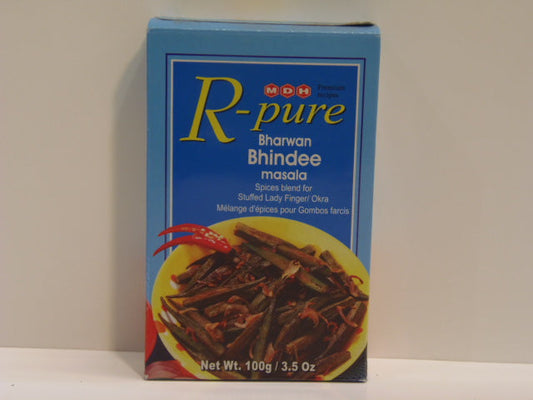 MDH
Premium
recipes
R-pure
Bharwan
Bhindee
masala
Spices blend for
Stuffed Lady Finger/ Okra
Mélange d'épices pour Gombos farcis
Net Wt. 100g / 3.5 Oz